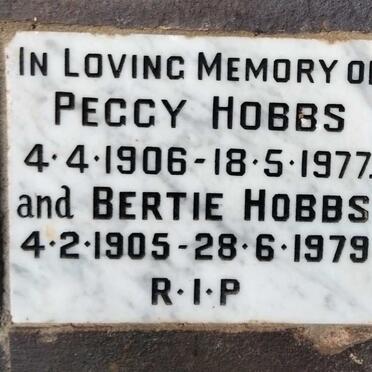 IN LOVING MEMORY OF
PEGGY HOBBS
4·4·1906-18·5·1977.
and BERTIE HOBBS
4·2·1905-28·6·1979
R·I·P